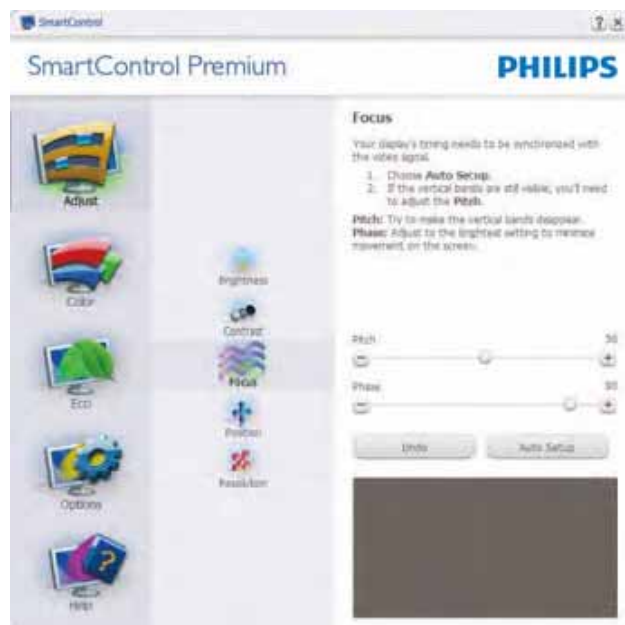 SmartControl
? x
SmartControl Premium
PHILIPS
Adjust
Color
Eco
Options
Help
Brightness
Contrast
Focus
Position
Resolution
Focus
Your display's timing needs to be synchronized with
the video signal.
1. Choose Auto Setup.
2. If the vertical bands are still visible, you'll need
to adjust the Pitch.
Pitch: Try to make the vertical bands disappear.
Phase: Adjust to the brightest setting to minimize
movement on the screen.
Pitch 50
Phase
Undo Auto Setup